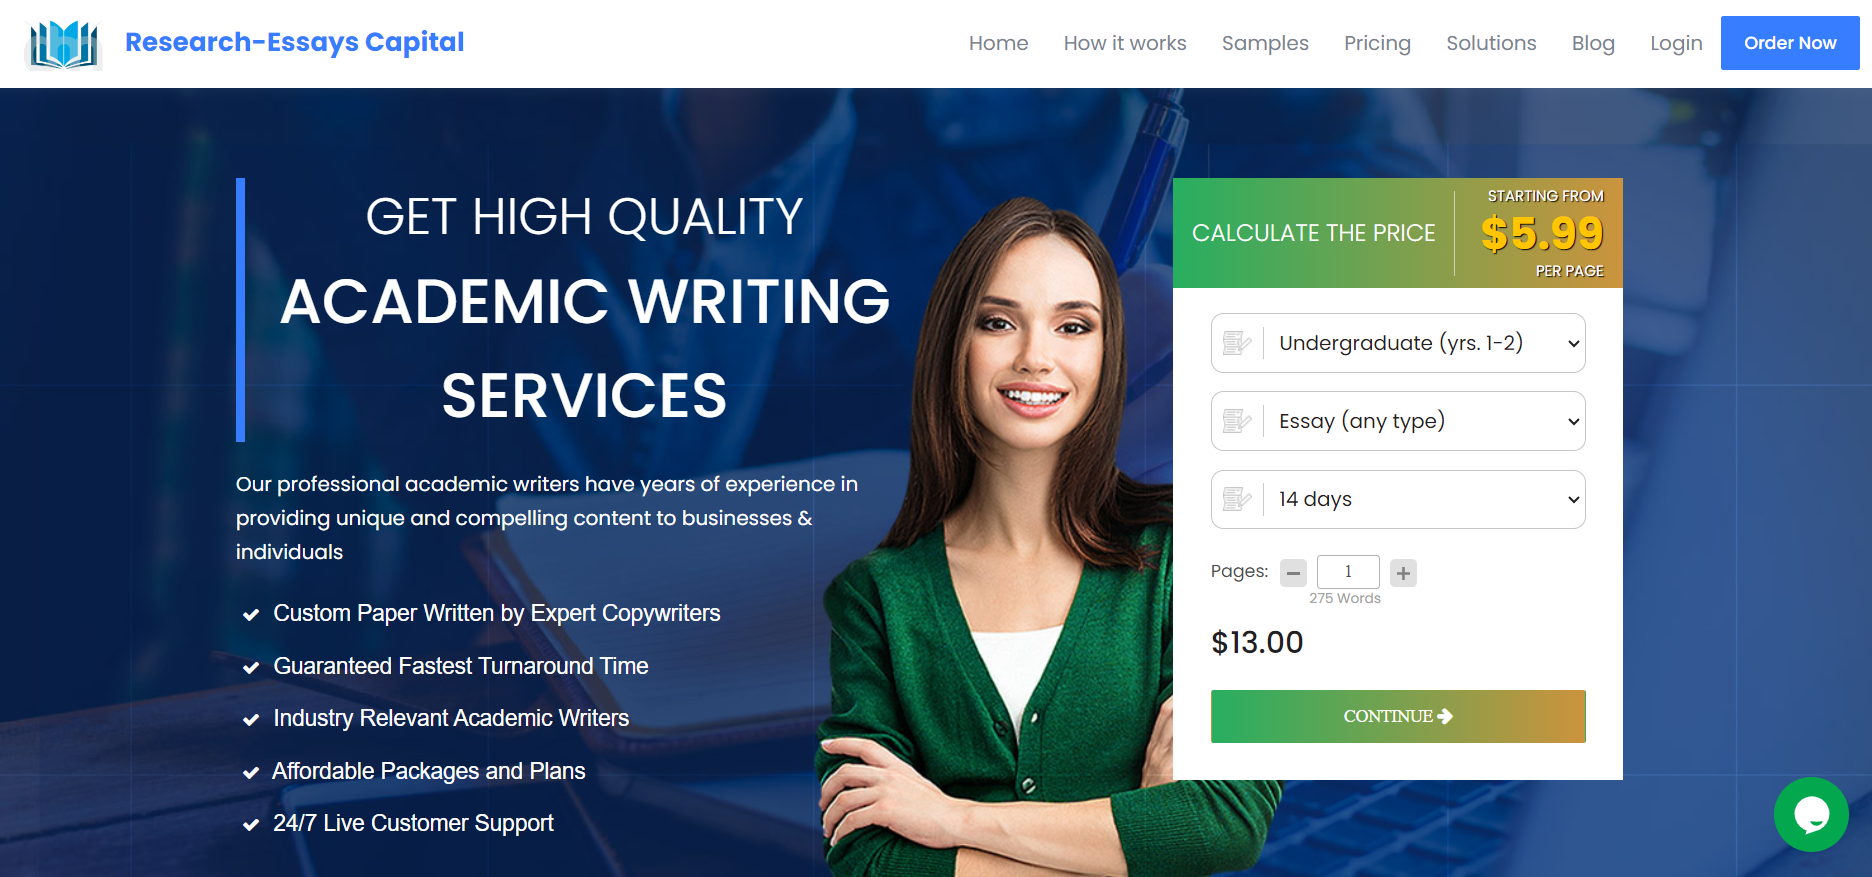 Research-Essays Capital
Home How it works Samples Pricing Solutions Blog Login Order Now
GET HIGH QUALITY
ACADEMIC WRITING
SERVICES
Our professional academic writers have years of experience in
providing unique and compelling content to businesses &
individuals
Custom Paper Written by Expert Copywriters
Guaranteed Fastest Turnaround Time
Industry Relevant Academic Writers
Affordable Packages and Plans
24/7 Live Customer Support
CALCULATE THE PRICE
STARTING FROM
$5.99
PER PAGE
Undergraduate (yrs. 1-2)
Essay (any type)
14 days
Pages: 1
275 Words
$13.00
CONTINUE